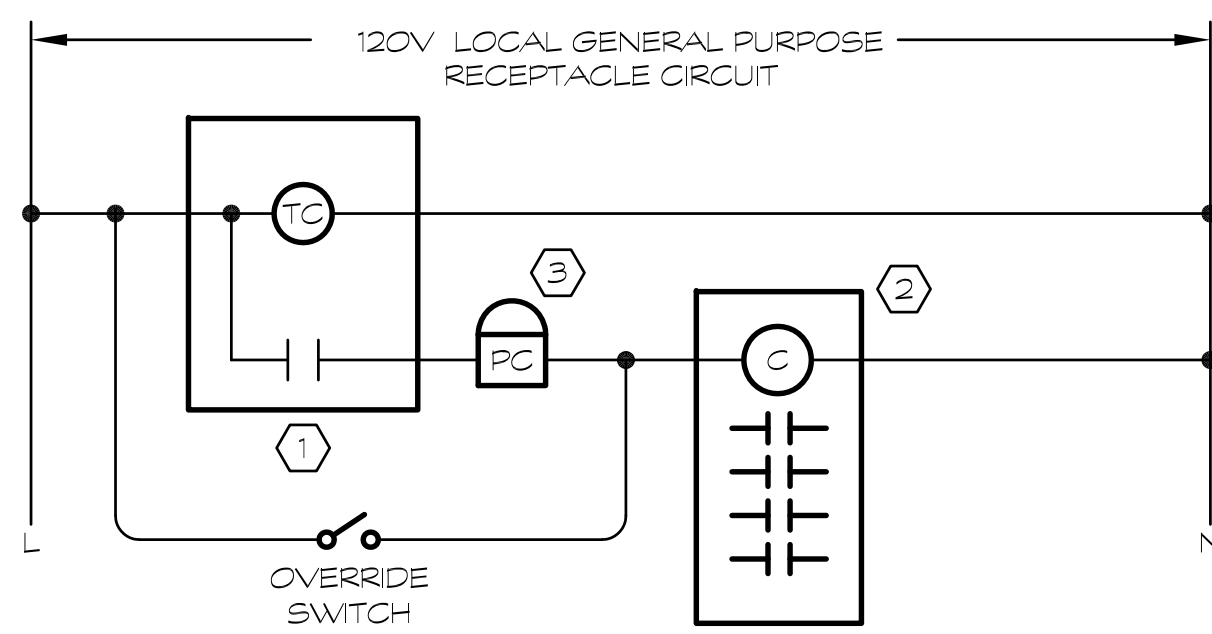 120V LOCAL GENERAL PURPOSE
RECEPTACLE CIRCUIT
TC
3
2
PC
C
1
L
N
OVERRIDE
SWITCH